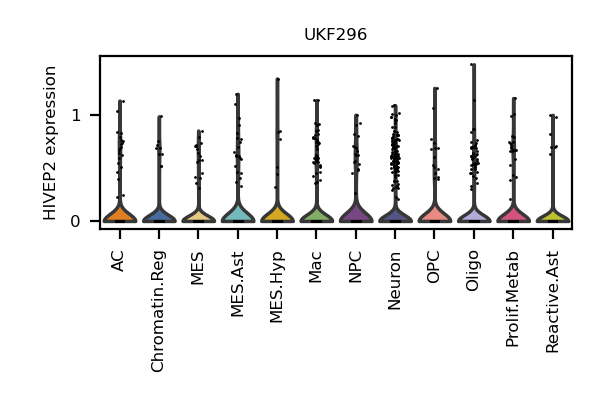 UKF296
HIVEP2 expression
1
0
AC
Chromatin.Reg
MES
MES.Ast
MES.Hyp
Mac
NPC
Neuron
OPC
Oligo
Prolif.Metab
Reactive.Ast